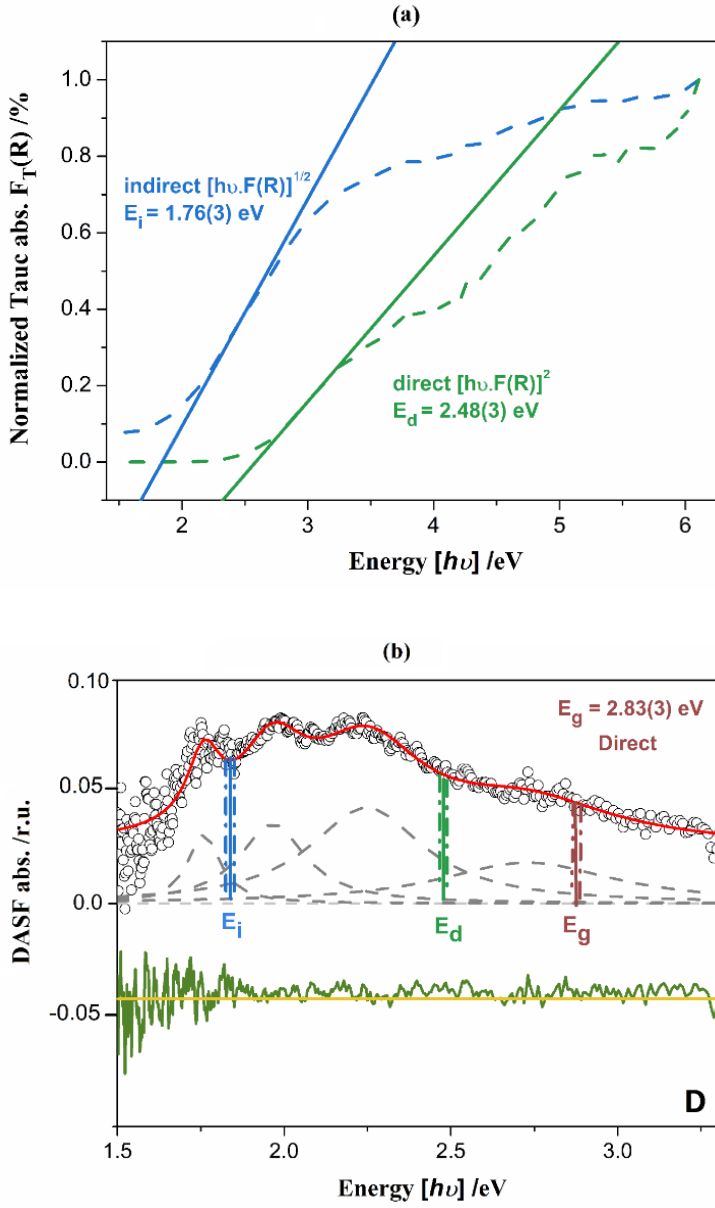 (a)
Normalized Tauc abs. F_T(R) /%
1.0
0.8
0.6
0.4
0.2
0.0
indirect [hυ.F(R)]^1/2
E_i = 1.76(3) eV
direct [hυ.F(R)]^2
E_d = 2.48(3) eV
2 3 4 5 6
Energy [hυ] /eV
(b)
DASF abs. /r.u.
0.10
0.05
0.0
-0.05
E_g = 2.83(3) eV
Direct
E_i E_d E_g
D
1.5 2.0 2.5 3.0
Energy [hυ] /eV